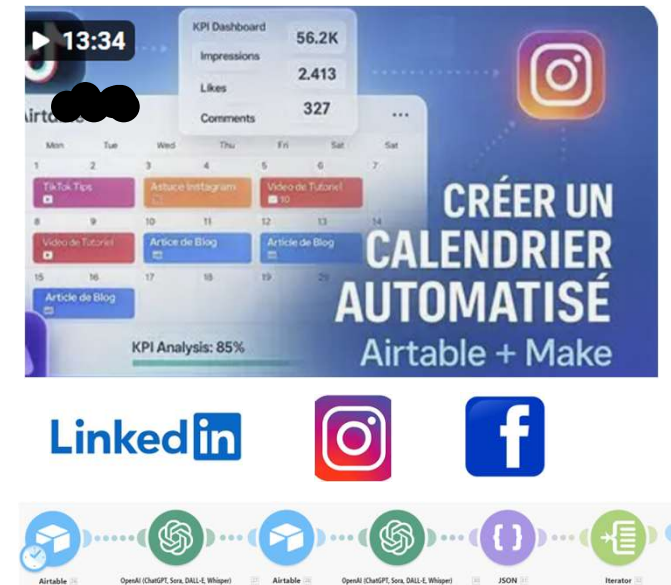 13:34
KPI Dashboard
56.2K
Impressions
2.413
Likes
327
Comments
Mon Tue Wed Thu Fri Sat Sat
1 2 3 4 5 6 7
TikTok Tips Astuce Instagram Video de Tutoriel
10
8 9 10 11 12 13 14
Video de Tutoriel Artice de Blog Article de Blog
15 16 17 18 19
Article de Blog
KPI Analysis: 85%
CRÉER UN
CALENDRIER
AUTOMATISÉ
Airtable + Make
Linked in
Airtable OpenAI (ChatGPT, Sora, DALL-E, Whisper) Airtable OpenAI (ChatGPT, Sora, DALL-E, Whisper) JSON Iterator